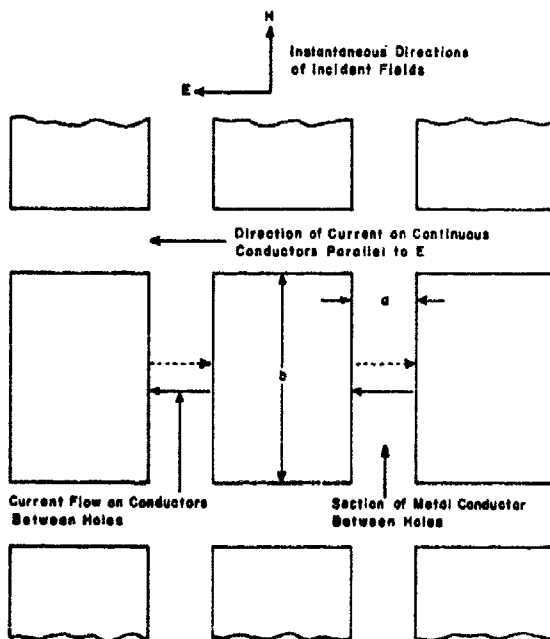 H
Instantaneous Directions
of Incident Fields
E
Direction of Current on Continuous
Conductors Parallel to E
a
b
Current Flow on Conductors
Between Holes
Section of Metal Conductor
Between Holes